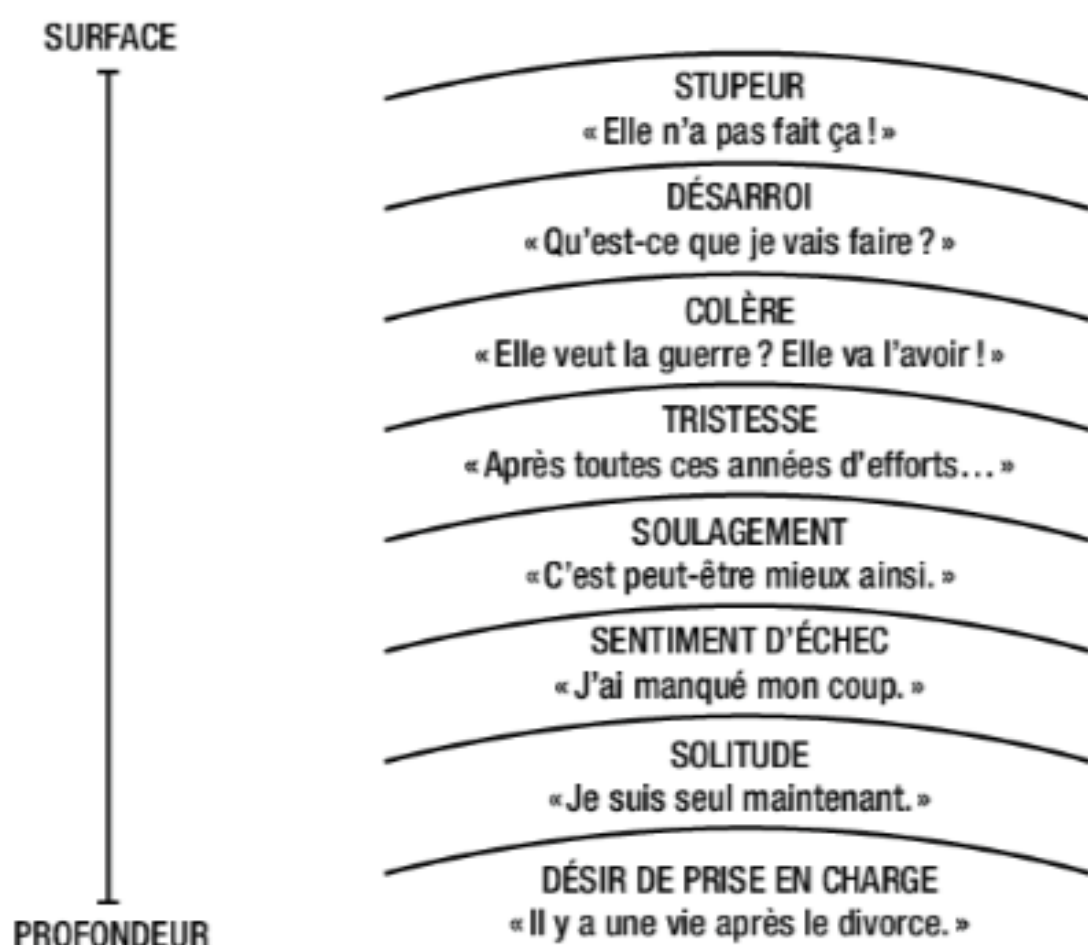 SURFACE
STUPEUR
« Elle n'a pas fait ça ! »
DÉSARROI
« Qu'est-ce que je vais faire ? »
COLÈRE
« Elle veut la guerre ? Elle va l'avoir ! »
TRISTESSE
« Après toutes ces années d'efforts... »
SOULAGEMENT
« C'est peut-être mieux ainsi. »
SENTIMENT D'ÉCHEC
« J'ai manqué mon coup. »
SOLITUDE
« Je suis seul maintenant. »
DÉSIR DE PRISE EN CHARGE
« Il y a une vie après le divorce. »
PROFONDEUR